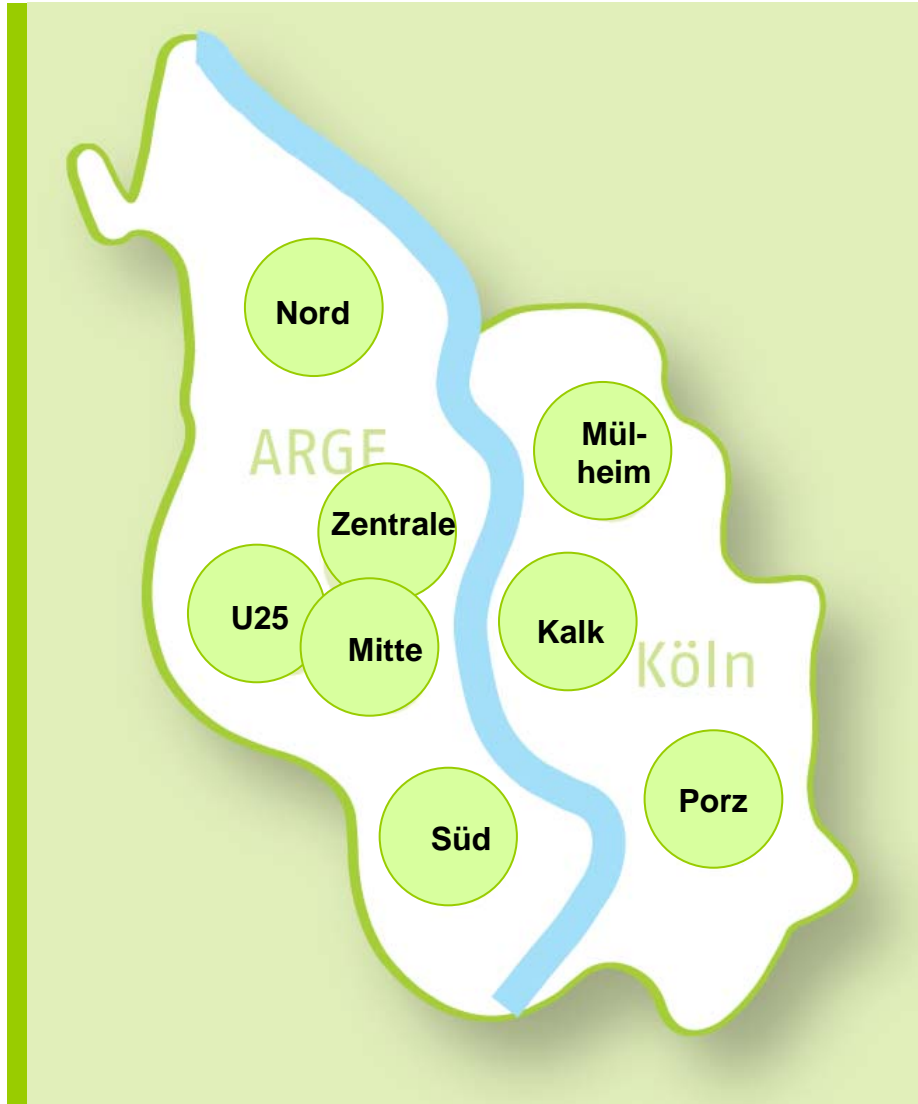 Nord
ARGE
Mül-
heim
Zentrale
U25
Mitte
Kalk
Köln
Porz
Süd